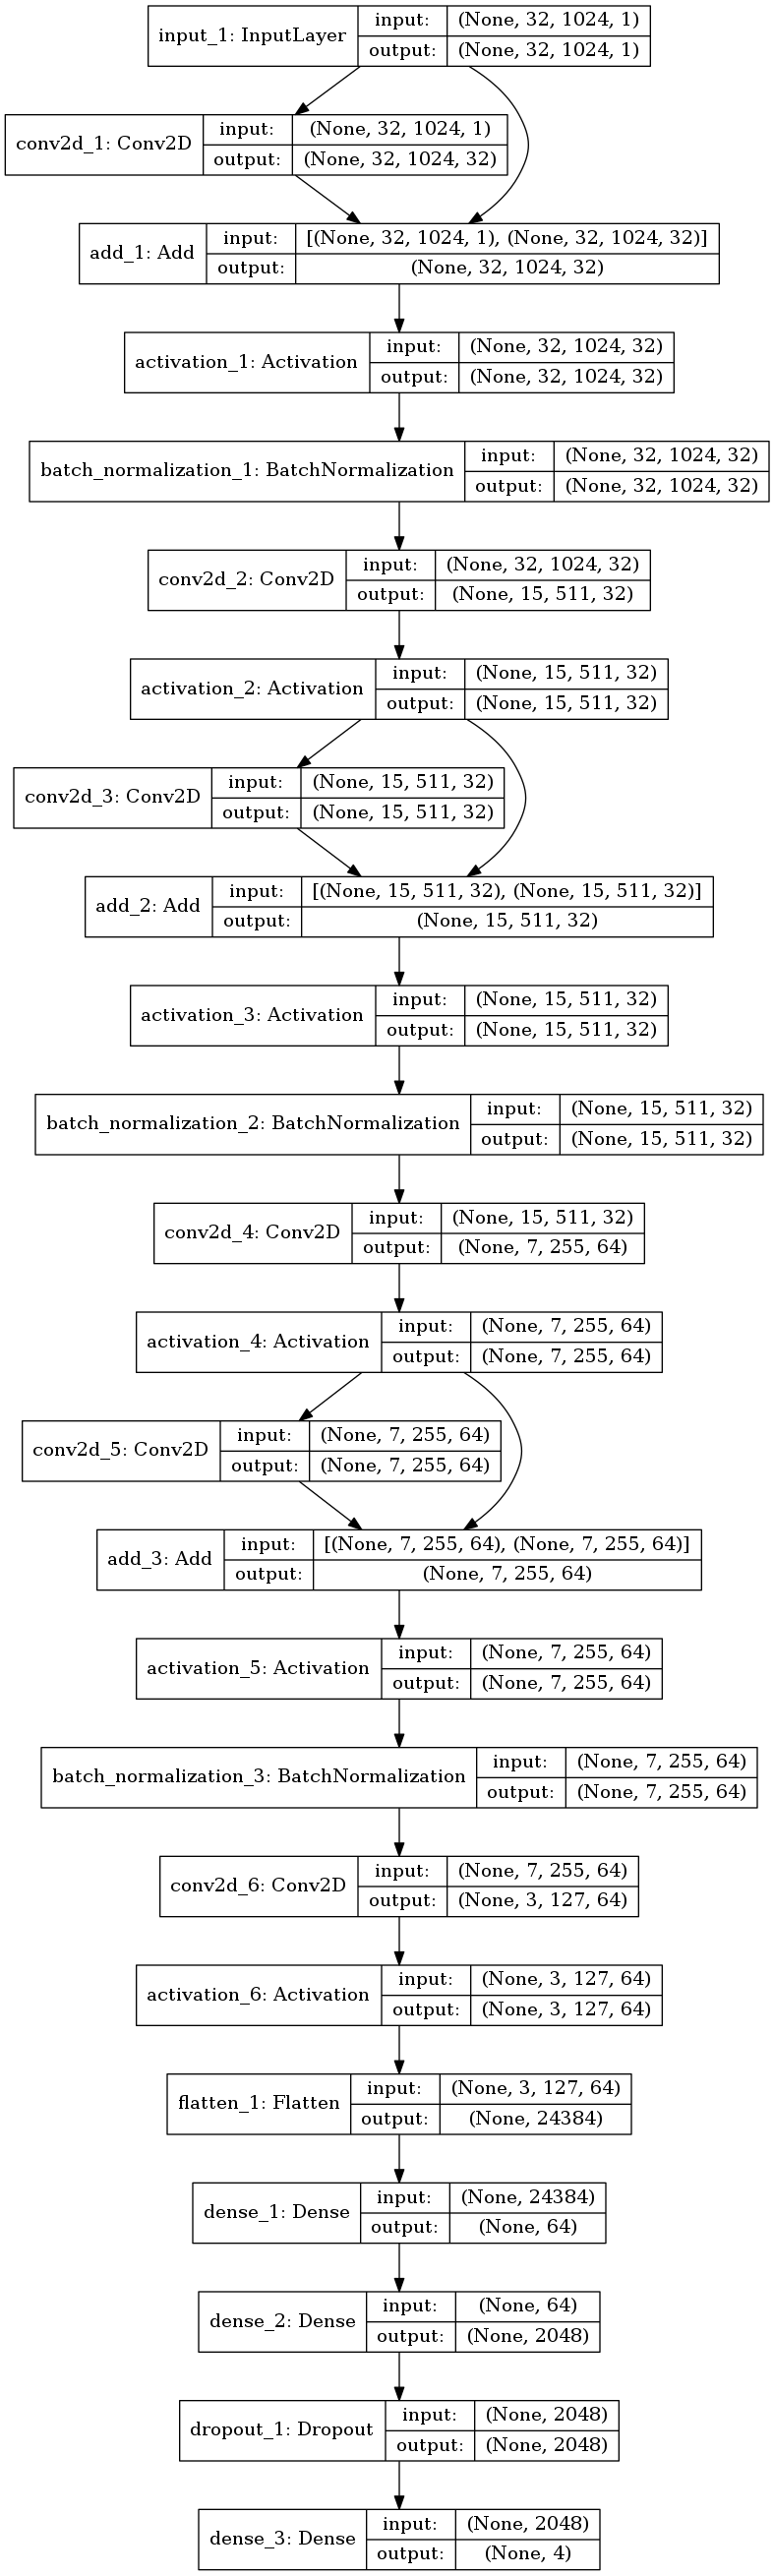 input_1: InputLayer
input:
(None, 32, 1024, 1)
output:
(None, 32, 1024, 1)
conv2d_1: Conv2D
input:
(None, 32, 1024, 1)
output:
(None, 32, 1024, 32)
add_1: Add
input:
[(None, 32, 1024, 1), (None, 32, 1024, 32)]
output:
(None, 32, 1024, 32)
activation_1: Activation
input:
(None, 32, 1024, 32)
output:
(None, 32, 1024, 32)
batch_normalization_1: BatchNormalization
input:
(None, 32, 1024, 32)
output:
(None, 32, 1024, 32)
conv2d_2: Conv2D
input:
(None, 32, 1024, 32)
output:
(None, 15, 511, 32)
activation_2: Activation
input:
(None, 15, 511, 32)
output:
(None, 15, 511, 32)
conv2d_3: Conv2D
input:
(None, 15, 511, 32)
output:
(None, 15, 511, 32)
add_2: Add
input:
[(None, 15, 511, 32), (None, 15, 511, 32)]
output:
(None, 15, 511, 32)
activation_3: Activation
input:
(None, 15, 511, 32)
output:
(None, 15, 511, 32)
batch_normalization_2: BatchNormalization
input:
(None, 15, 511, 32)
output:
(None, 15, 511, 32)
conv2d_4: Conv2D
input:
(None, 15, 511, 32)
output:
(None, 7, 255, 64)
activation_4: Activation
input:
(None, 7, 255, 64)
output:
(None, 7, 255, 64)
conv2d_5: Conv2D
input:
(None, 7, 255, 64)
output:
(None, 7, 255, 64)
add_3: Add
input:
[(None, 7, 255, 64), (None, 7, 255, 64)]
output:
(None, 7, 255, 64)
activation_5: Activation
input:
(None, 7, 255, 64)
output:
(None, 7, 255, 64)
batch_normalization_3: BatchNormalization
input:
(None, 7, 255, 64)
output:
(None, 7, 255, 64)
conv2d_6: Conv2D
input:
(None, 7, 255, 64)
output:
(None, 3, 127, 64)
activation_6: Activation
input:
(None, 3, 127, 64)
output:
(None, 3, 127, 64)
flatten_1: Flatten
input:
(None, 3, 127, 64)
output:
(None, 24384)
dense_1: Dense
input:
(None, 24384)
output:
(None, 64)
dense_2: Dense
input:
(None, 64)
output:
(None, 2048)
dropout_1: Dropout
input:
(None, 2048)
output:
(None, 2048)
dense_3: Dense
input:
(None, 2048)
output:
(None, 4)